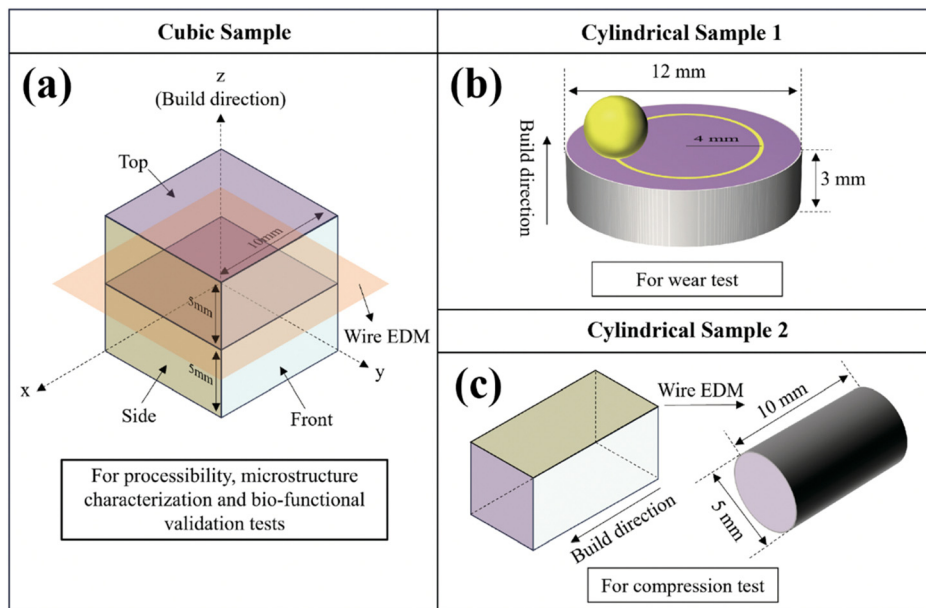 Cubic Sample
(a)
z
(Build direction)
Top
10mm
5mm
5mm
Wire EDM
x
y
Side
Front
For processibility, microstructure
characterization and bio-functional
validation tests
Cylindrical Sample 1
(b)
12 mm
Build direction
4 mm
3 mm
For wear test
Cylindrical Sample 2
(c)
Wire EDM
10 mm
5 mm
Build direction
For compression test